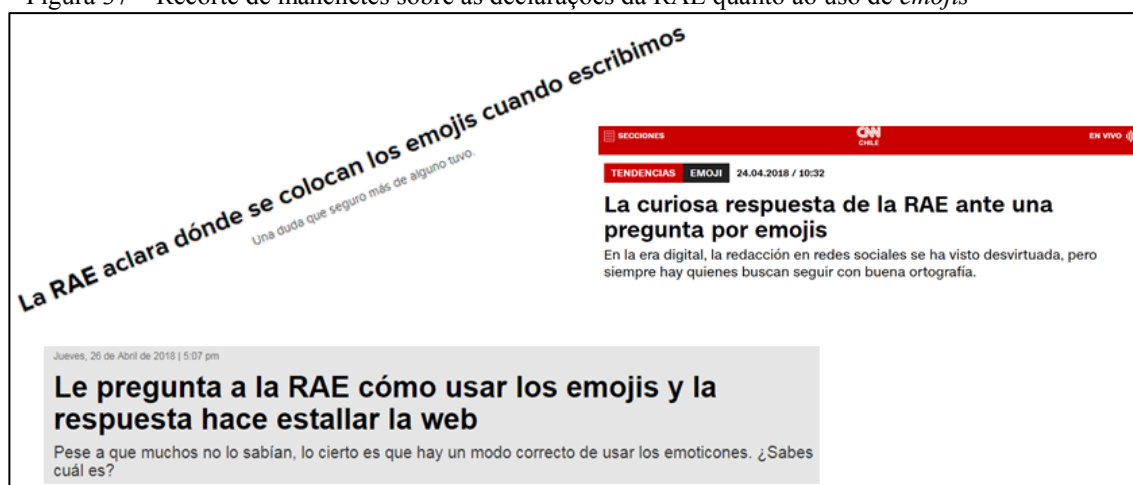 Figura 37 – Recorte de manchetes sobre as declarações da RAE quanto ao uso de emojis
La RAE aclara dónde se colocan los emojis cuando escribimos
Una duda que seguro más de alguno tuvo.
SECCIONES
CNN
CHILE
EN VIVO
TENDENCIAS EMOJI 24.04.2018 / 10:32
La curiosa respuesta de la RAE ante una
pregunta por emojis
En la era digital, la redacción en redes sociales se ha visto desvirtuada, pero
siempre hay quienes buscan seguir con buena ortografía.
Jueves, 26 de Abril de 2018 | 5:07 pm
Le pregunta a la RAE cómo usar los emojis y la
respuesta hace estallar la web
Pese a que muchos no lo sabían, lo cierto es que hay un modo correcto de usar los emoticones. ¿Sabes
cuál es?